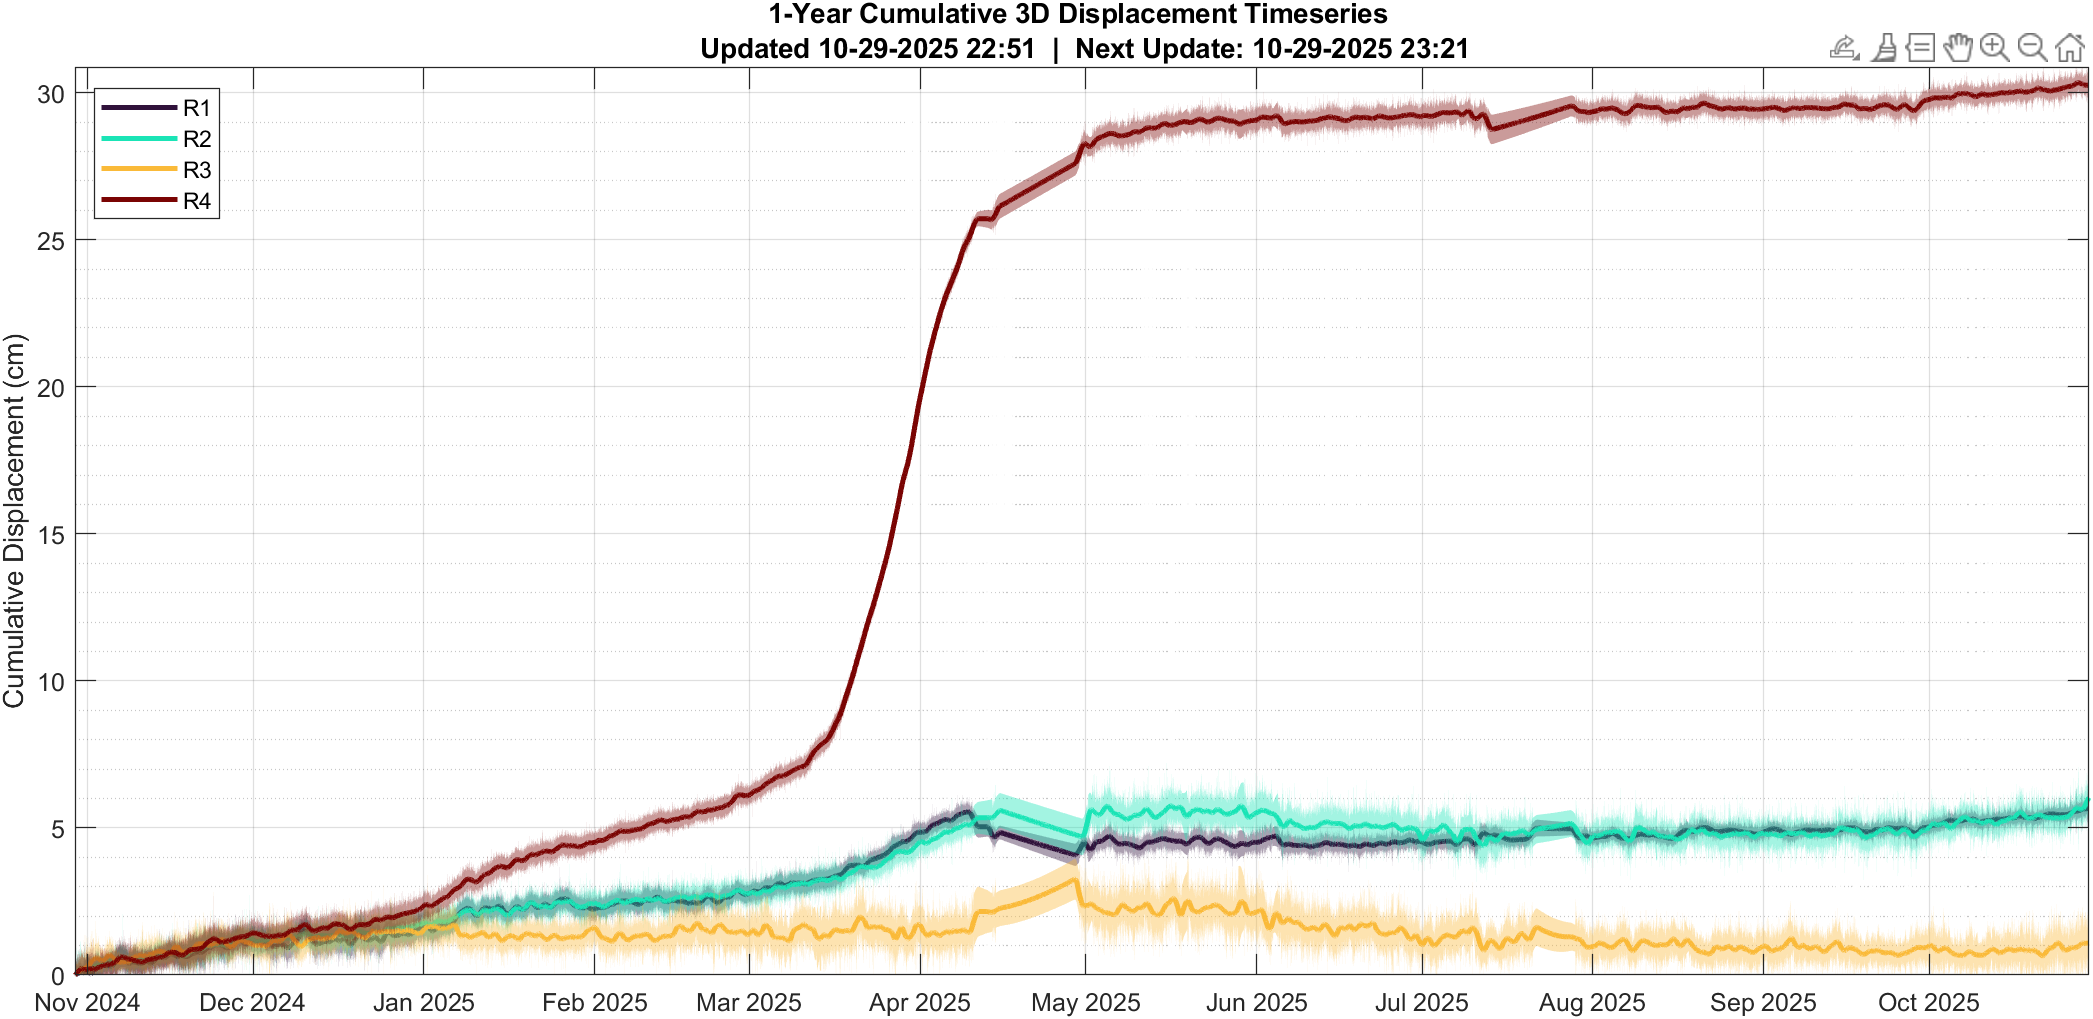 1-Year Cumulative 3D Displacement Timeseries
Updated 10-29-2025 22:51 | Next Update: 10-29-2025 23:21
R1
R2
R3
R4
Cumulative Displacement (cm)
30
25
20
15
10
5
0
Nov 2024 Dec 2024 Jan 2025 Feb 2025 Mar 2025 Apr 2025 May 2025 Jun 2025 Jul 2025 Aug 2025 Sep 2025 Oct 2025